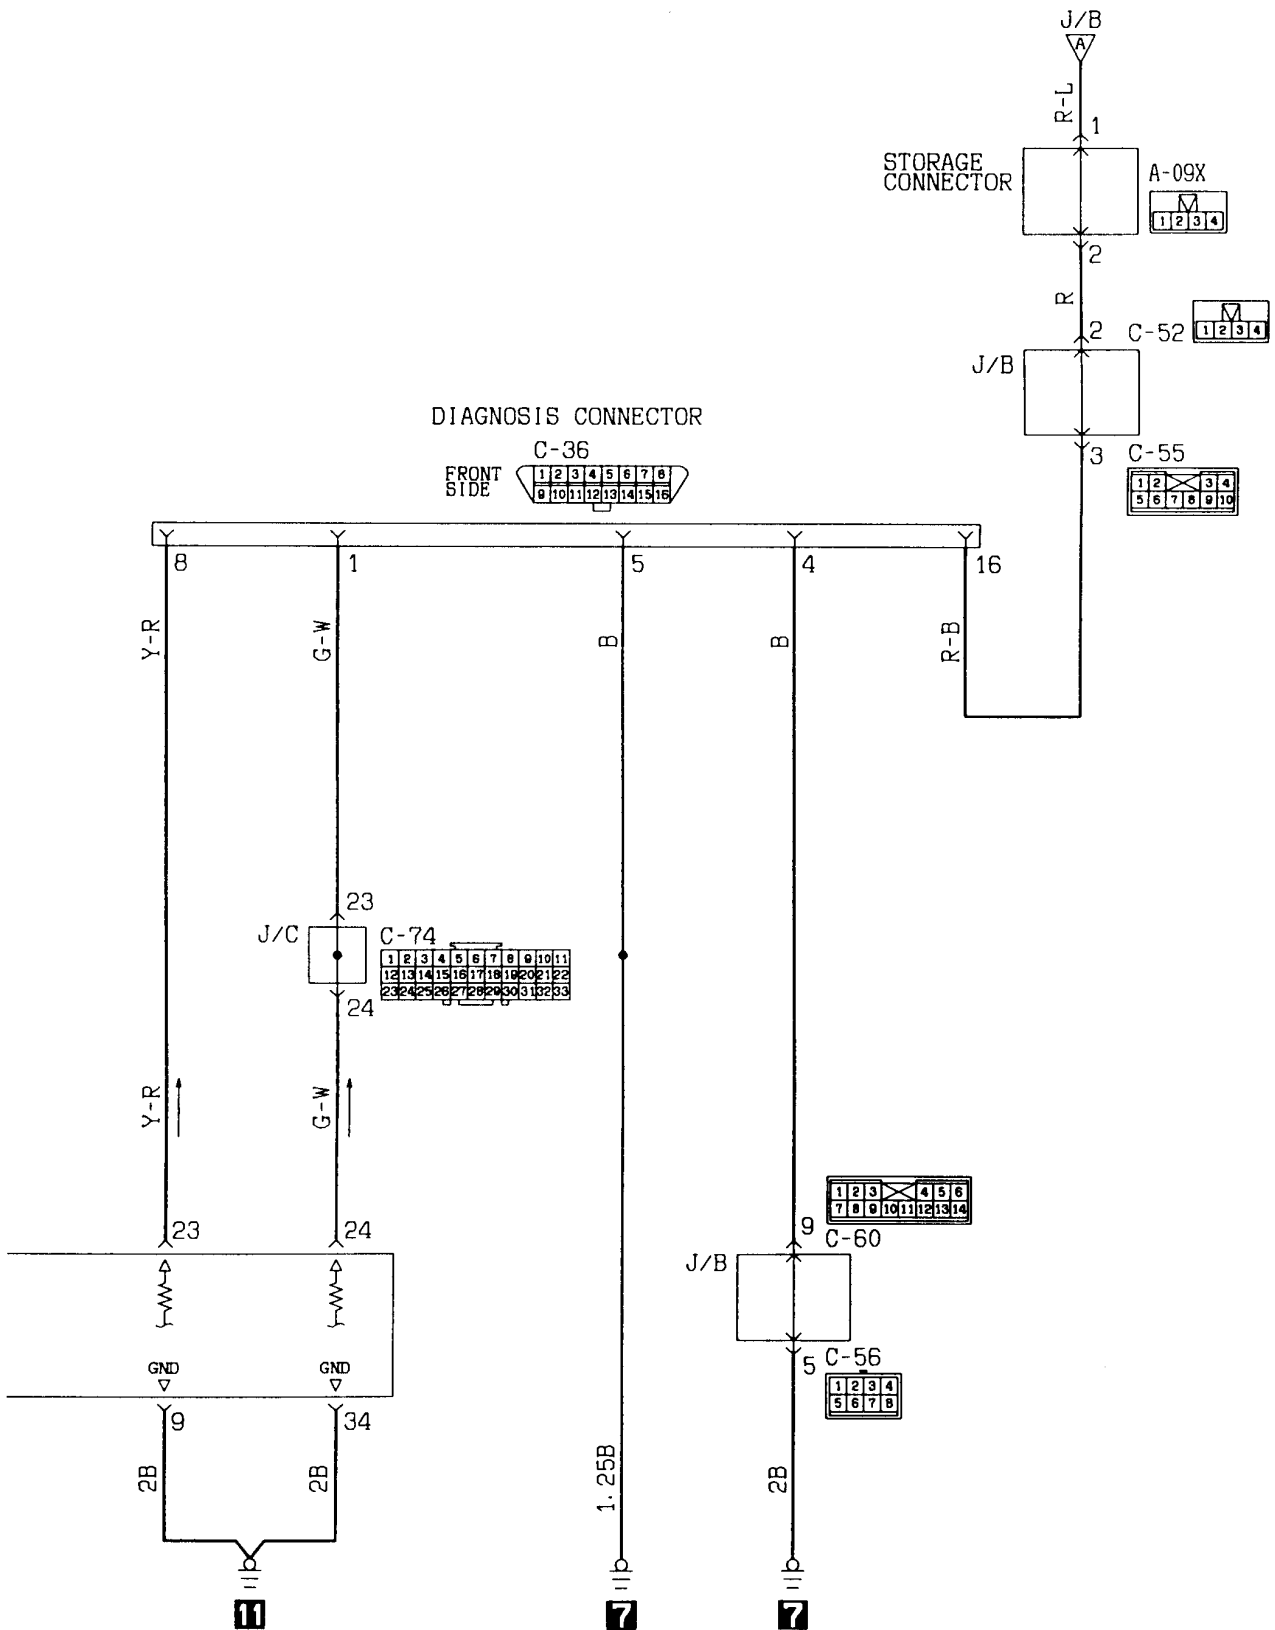 J/B
A
R-L
1
STORAGE
CONNECTOR
A-09X
1 2 3 4
2
R
2
C-52
1 2 3 4
J/B
3
C-55
1 2 3 4
5 6 7 8 9 10
DIAGNOSIS CONNECTOR
C-36
FRONT
SIDE
1 2 3 4 5 6 7 8
9 10 11 12 13 14 15 16
8
1
5
4
16
Y-R
G-W
B
B
R-B
23
J/C
C-74
1 2 3 4 5 6 7 8 9 10 11
12 13 14 15 16 17 18 19 20 21 22
23 24 25 26 27 28 29 30 31 32 33
24
Y-R
G-W
1 2 3 4 5 6
7 8 9 10 11 12 13 14
23
24
9
C-60
J/B
GND
GND
5
C-56
1 2 3 4
5 6 7 8
9
34
2B
2B
1.25B
2B
11
7
7